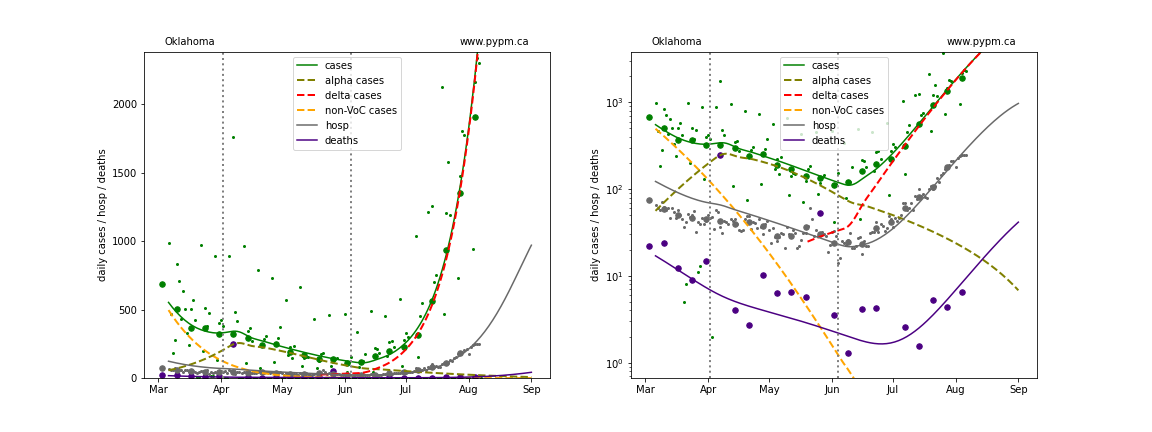 Oklahoma
www.pypm.ca
cases
alpha cases
delta cases
non-VoC cases
hosp
deaths
daily cases / hosp / deaths
2000
1500
1000
500
0
Mar
Apr
May
Jun
Jul
Aug
Sep
Oklahoma
www.pypm.ca
cases
alpha cases
delta cases
non-VoC cases
hosp
deaths
daily cases / hosp / deaths
10³
10²
10¹
10⁰
Mar
Apr
May
Jun
Jul
Aug
Sep